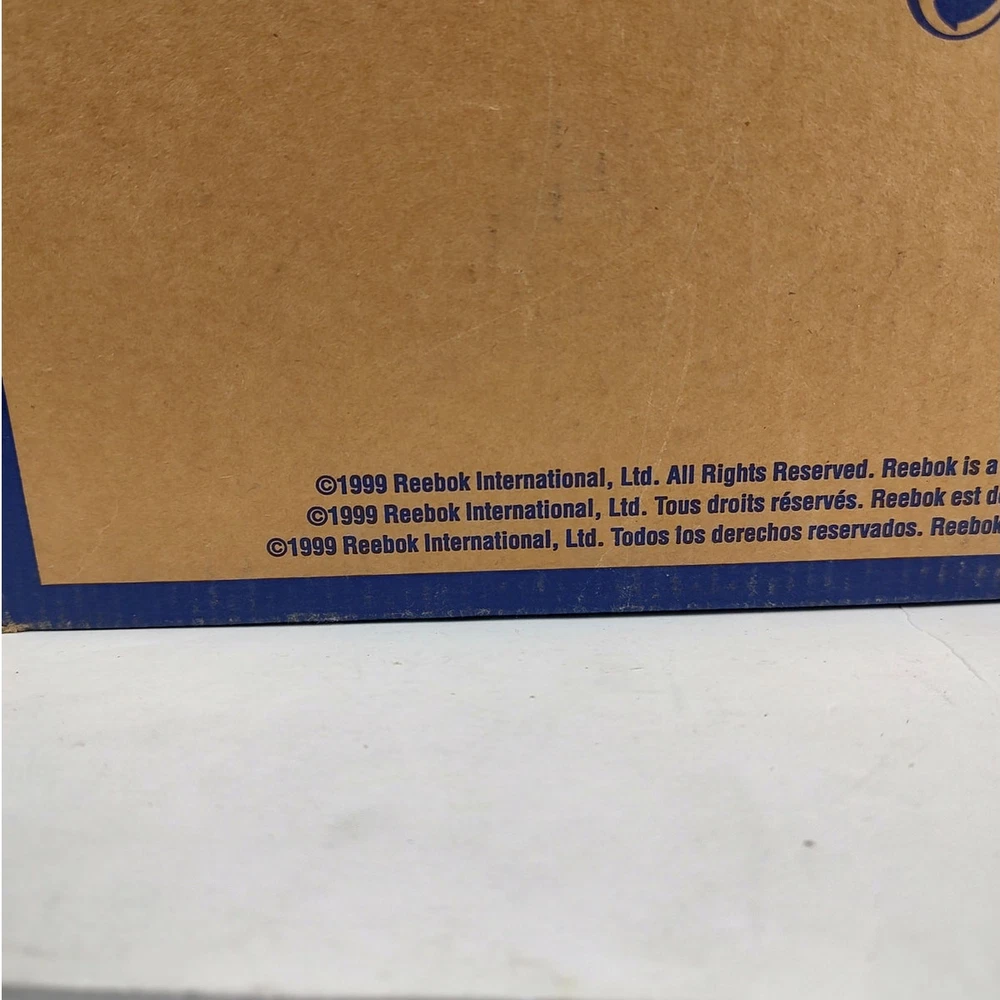 ©1999 Reebok International, Ltd. All Rights Reserved. Reebok is a
©1999 Reebok International, Ltd. Tous droits réservés. Reebok est
©1999 Reebok International, Ltd. Todos los derechos reservados. Reebok